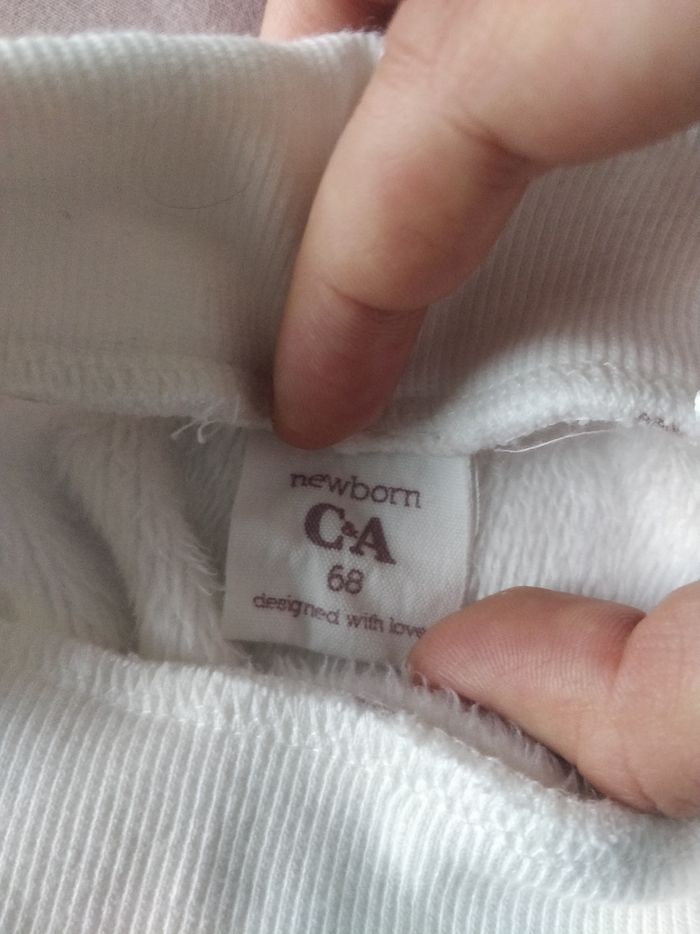 newborn
C&A
68
designed with love